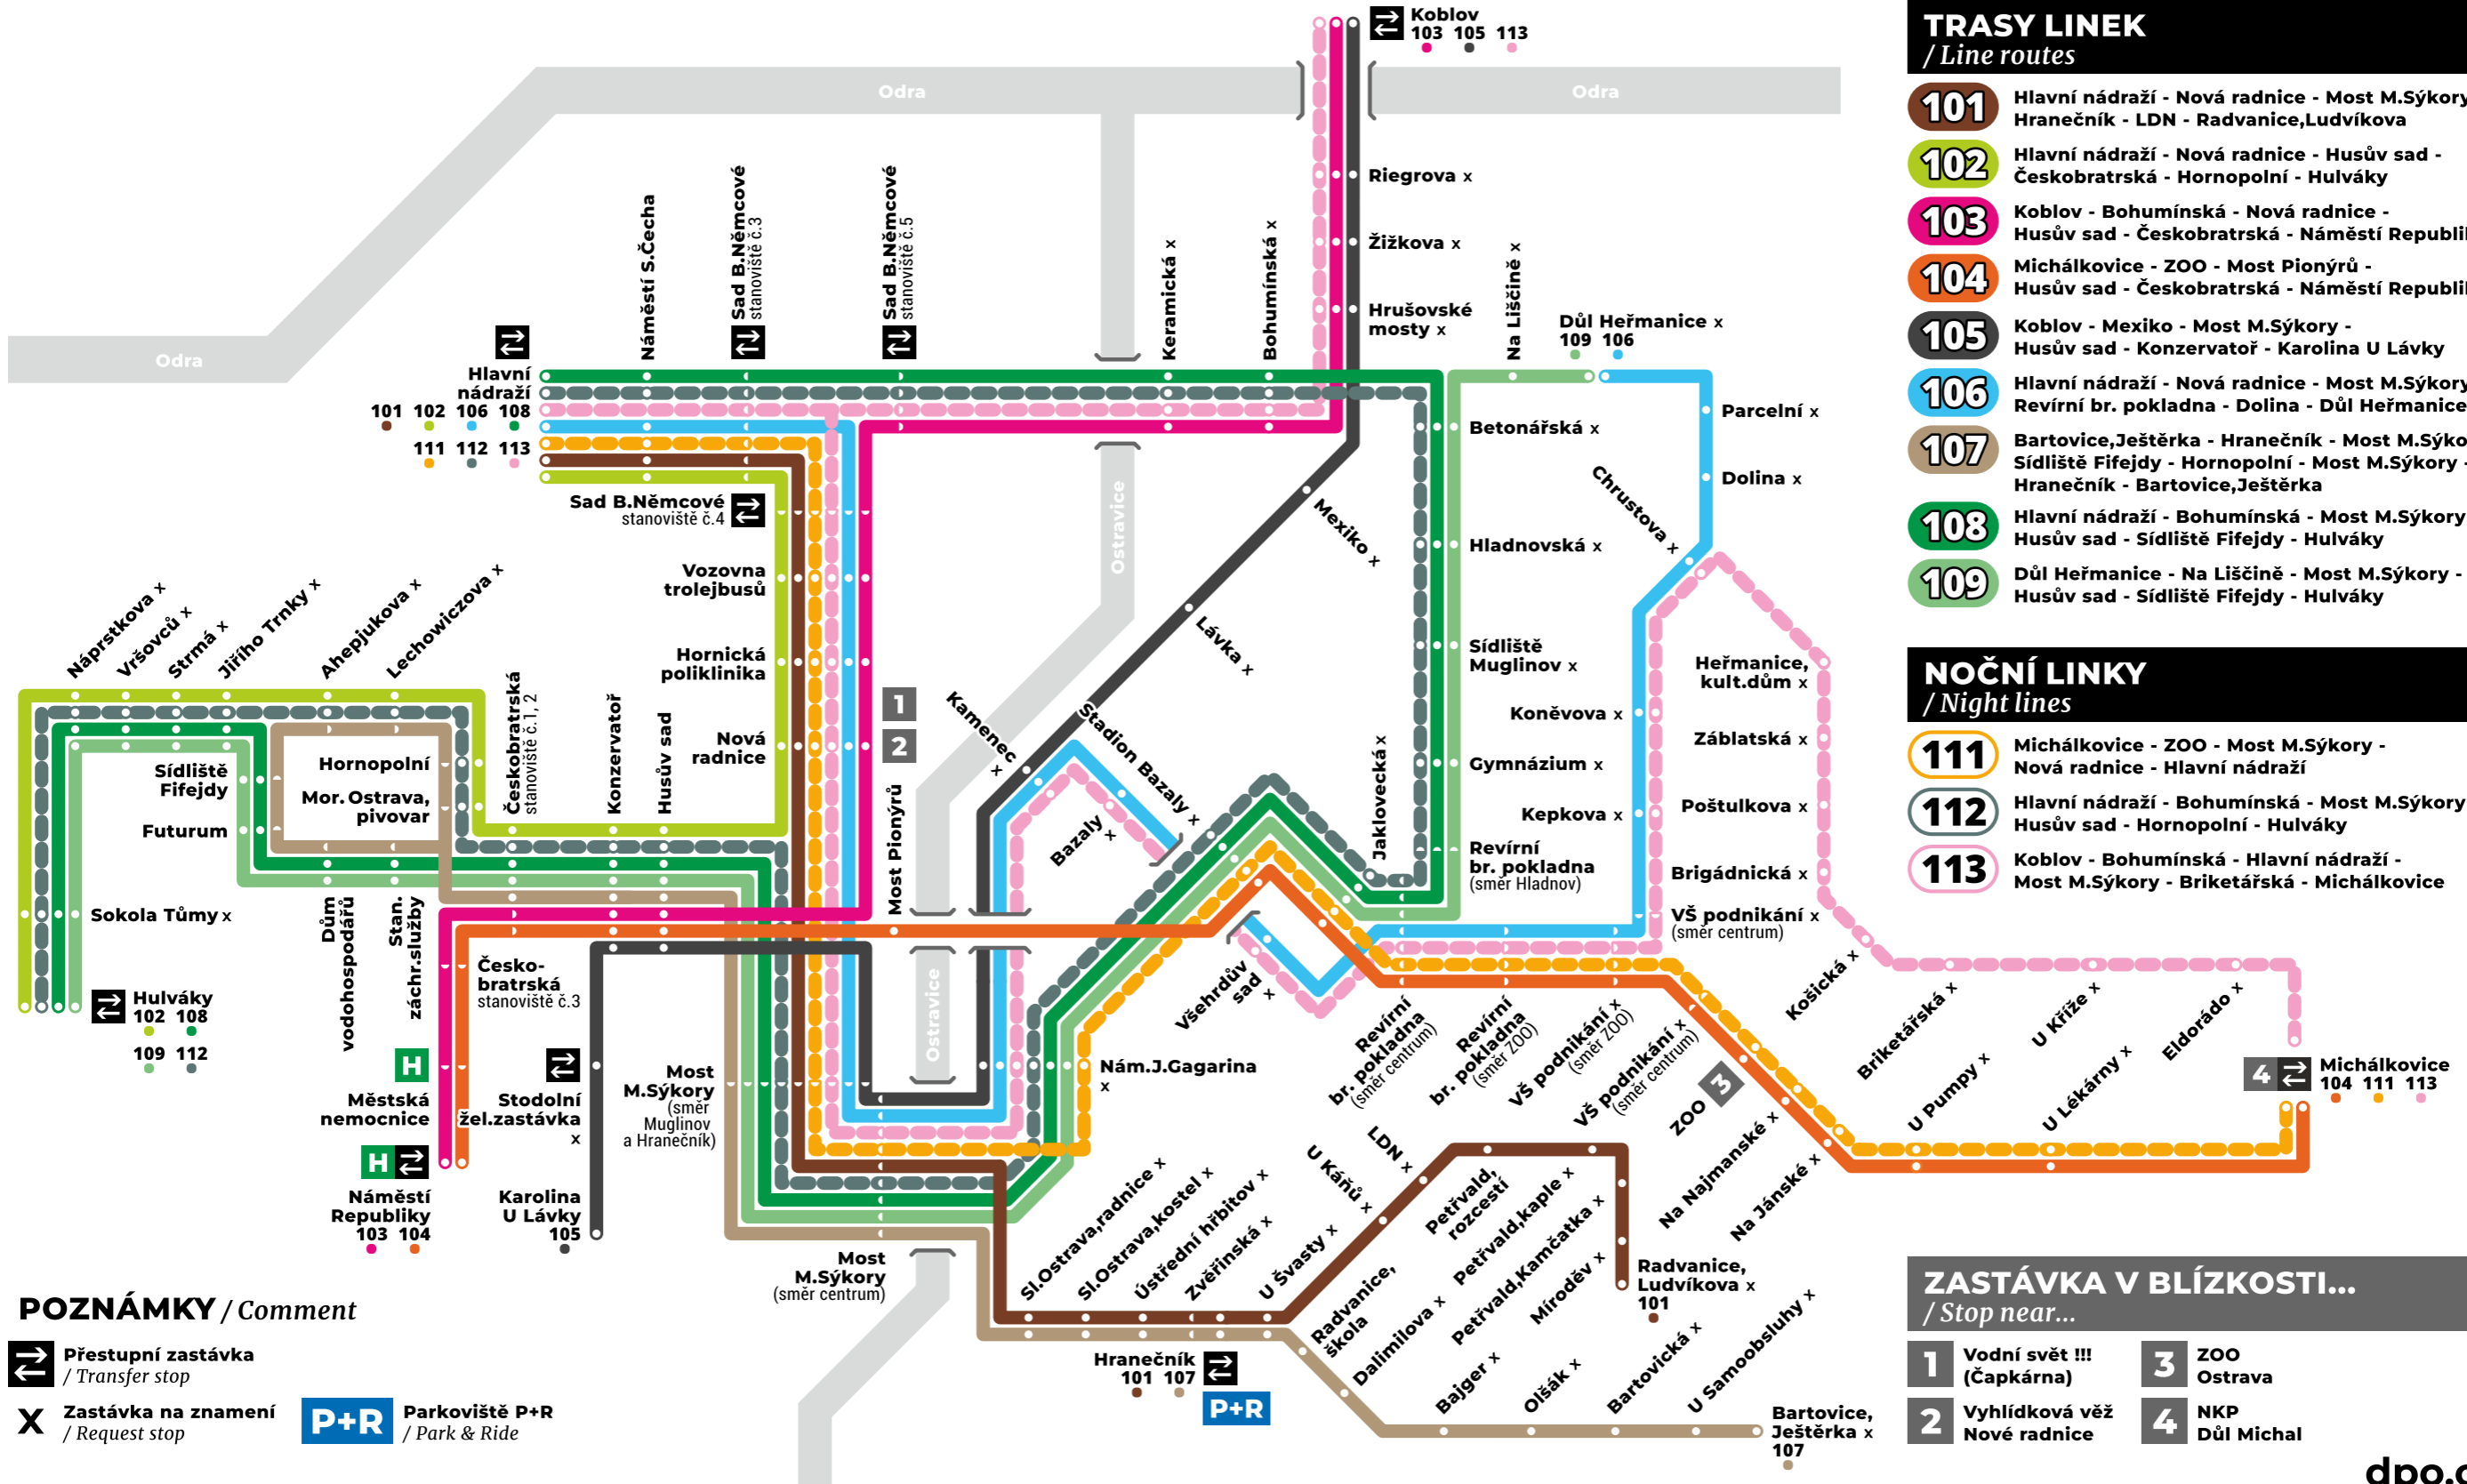 Koblov
103 105 113
Odra
Odra
Odra
Riegrova x
Žižkova x
Hrušovské
mosty x
Náměstí S.Čecha
Sad B.Němcové
stanoviště č.3
Sad B.Němcové
stanoviště č.5
Keramická x
Bohumínská x
Na Liščině x
Důl Heřmanice x
109 106
Hlavní
nádraží
101 102 106 108
111 112 113
Parcelní x
Betonářská x
Dolina x
Chrustova x
Sad B.Němcové
stanoviště č.4
Ostravice
Mexiko x
Hladnovská x
Vozovna
trolejbusů
Lávka x
Náprstkova x
Vršovců x
Strmá x
Jiřího Trnky x
Ahepjukova x
Lechowiczova x
Hornická
poliklinika
Sídliště
Muglinov x
Heřmanice,
kult.dům x
Českobratrská
stanoviště č.1, 2
Konzervatoř
Husův sad
Nová
radnice
1
2
Kamenec
x
Stadion Bazaly x
Koněvova x
Záblatská x
Sídliště
Fifejdy
Hornopolní
Gymnázium x
Mor. Ostrava,
pivovar
Futurum
Most Pionýrů
Bazaly
x
Jaklovecká x
Kepkova x
Poštulkova x
Revírní
br. pokladna
(směr Hladnov)
Brigádnická x
Sokola Tůmy x
Dům
vodohospodářů
Stan.
záchr.služby
VŠ podnikání x
(směr centrum)
Česko-
bratrská
stanoviště č.3
Všehrdův
sad x
Košická x
Hulváky
102 108
109 112
Ostravice
Revírní
br. pokladna
(směr centrum)
Revírní
br. pokladna
(směr ZOO)
VŠ podnikání x
(směr ZOO)
VŠ podnikání x
(směr centrum)
ZOO 3
Briketářská x
U Pumpy x
U Kříže x
U Lékárny x
Eldorádo x
H
Městská
nemocnice
Stodolní
žel.zastávka
x
Most
M.Sýkory
(směr
Muglinov
a Hranečník)
Nám.J.Gagarina
x
4
Michálkovice
104 111 113
H
Náměstí
Republiky
103 104
Karolina
U Lávky
105
Na Najmanské x
Na Jánské x
Most
M.Sýkory
(směr centrum)
Sl.Ostrava,radnice x
Sl.Ostrava,kostel x
Ústřední hřbitov x
Zvěřinská x
U Švasty x
U Káňů x
LDN x
Petřvald,
rozcestí
Petřvald,kaple x
Petřvald,Kamčatka x
Míroděv x
Radvanice,
Ludvíkova x
101
Hranečník
101 107
P+R
Radvanice,
škola
Dalimilova x
Bajger x
Olšák x
Bartovická x
U Samoobsluhy x
Bartovice,
Ještěrka x
107
POZNÁMKY / Comment
Přestupní zastávka
/ Transfer stop
X Zastávka na znamení
/ Request stop
P+R Parkoviště P+R
/ Park & Ride
TRASY LINEK
/ Line routes
101 Hlavní nádraží - Nová radnice - Most M.Sýkory
Hranečník - LDN - Radvanice,Ludvíkova
102 Hlavní nádraží - Nová radnice - Husův sad -
Českobratrská - Hornopolní - Hulváky
103 Koblov - Bohumínská - Nová radnice -
Husův sad - Českobratrská - Náměstí Republik
104 Michálkovice - ZOO - Most Pionýrů -
Husův sad - Českobratrská - Náměstí Republik
105 Koblov - Mexiko - Most M.Sýkory -
Husův sad - Konzervatoř - Karolina U Lávky
106 Hlavní nádraží - Nová radnice - Most M.Sýkory
Revírní br. pokladna - Dolina - Důl Heřmanice
107 Bartovice,Ještěrka - Hranečník - Most M.Sýko
Sídliště Fifejdy - Hornopolní - Most M.Sýkory -
Hranečník - Bartovice,Ještěrka
108 Hlavní nádraží - Bohumínská - Most M.Sýkory
Husův sad - Sídliště Fifejdy - Hulváky
109 Důl Heřmanice - Na Liščině - Most M.Sýkory -
Husův sad - Sídliště Fifejdy - Hulváky
NOČNÍ LINKY
/ Night lines
111 Michálkovice - ZOO - Most M.Sýkory -
Nová radnice - Hlavní nádraží
112 Hlavní nádraží - Bohumínská - Most M.Sýkory
Husův sad - Hornopolní - Hulváky
113 Koblov - Bohumínská - Hlavní nádraží -
Most M.Sýkory - Briketářská - Michálkovice
ZASTÁVKA V BLÍZKOSTI...
/ Stop near...
1 Vodní svět !!!
(Čapkárna)
2 Vyhlídková věž
Nové radnice
3 ZOO
Ostrava
4 NKP
Důl Michal
dpo.c